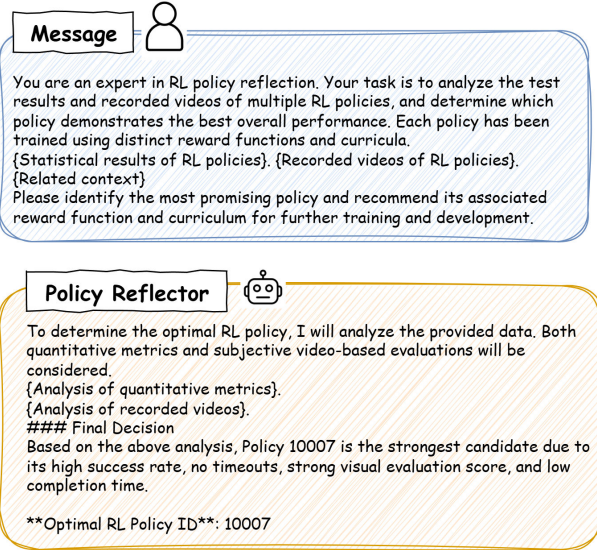 Message
You are an expert in RL policy reflection. Your task is to analyze the test
results and recorded videos of multiple RL policies, and determine which
policy demonstrates the best overall performance. Each policy has been
trained using distinct reward functions and curricula.
{Statistical results of RL policies}. {Recorded videos of RL policies}.
{Related context}
Please identify the most promising policy and recommend its associated
reward function and curriculum for further training and development.
Policy Reflector
To determine the optimal RL policy, I will analyze the provided data. Both
quantitative metrics and subjective video-based evaluations will be
considered.
{Analysis of quantitative metrics}.
{Analysis of recorded videos}.
### Final Decision
Based on the above analysis, Policy 10007 is the strongest candidate due to
its high success rate, no timeouts, strong visual evaluation score, and low
completion time.
**Optimal RL Policy ID**: 10007